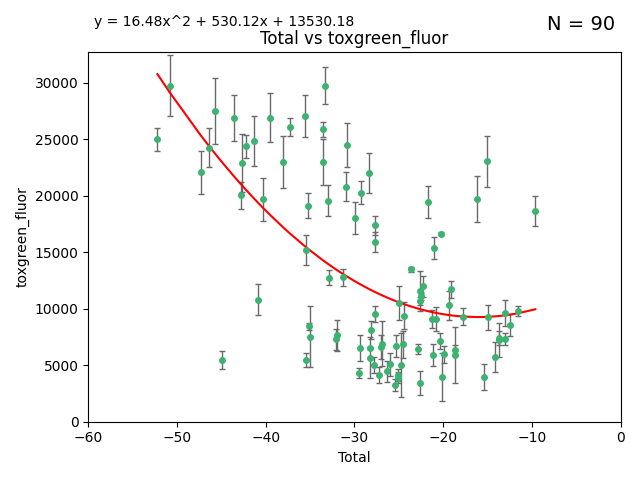 y = 16.48x^2 + 530.12x + 13530.18
N = 90
Total vs toxgreen_fluor
30000
25000
20000
15000
10000
5000
0
toxgreen_fluor
−60
−50
−40
−30
−20
−10
0
Total